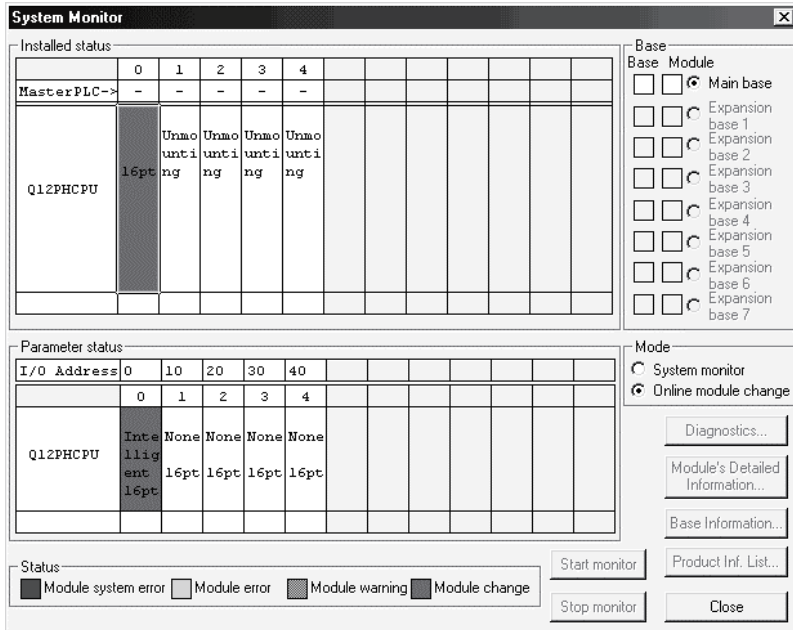 System Monitor
Installed status
0 1 2 3 4
MasterPLC-> - - - - -
Q12PHCPU
16pt
Unmo Unmo Unmo Unmo
unti unti unti unti
ng ng ng ng
Base
Base Module
Main base
Expansion
base 1
Expansion
base 2
Expansion
base 3
Expansion
base 4
Expansion
base 5
Expansion
base 6
Expansion
base 7
Parameter status
I/O Address 0 10 20 30 40
0 1 2 3 4
Q12PHCPU
Inte None None None None
llig
ent 16pt 16pt 16pt 16pt
16pt
Mode
System monitor
Online module change
Diagnostics...
Module's Detailed
Information...
Base Information...
Product Inf. List...
Close
Status
Module system error Module error Module warning Module change
Start monitor
Stop monitor